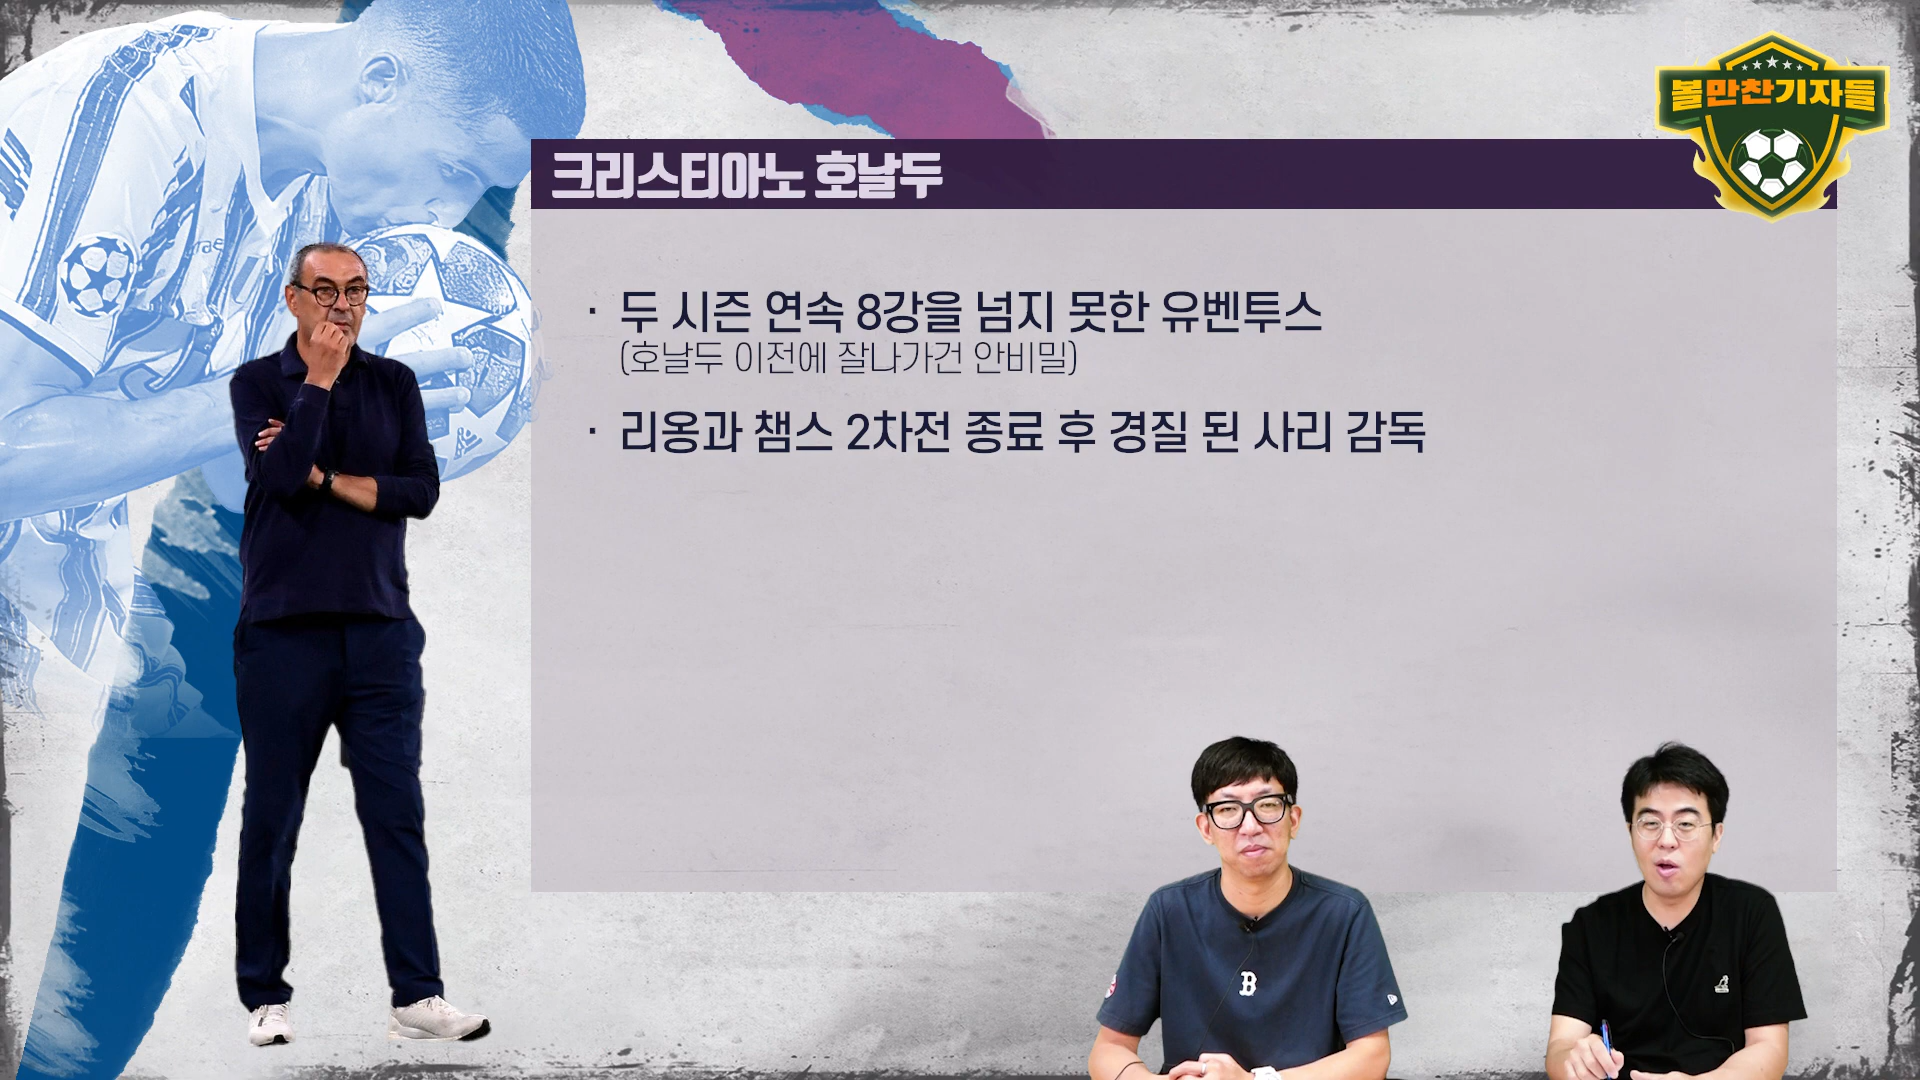 볼만찬기자들
크리스티아노 호날두
· 두 시즌 연속 8강을 넘지 못한 유벤투스
(호날두 이전에 잘나가건 안비밀)
· 리옹과 챔스 2차전 종료 후 경질 된 사리 감독
B